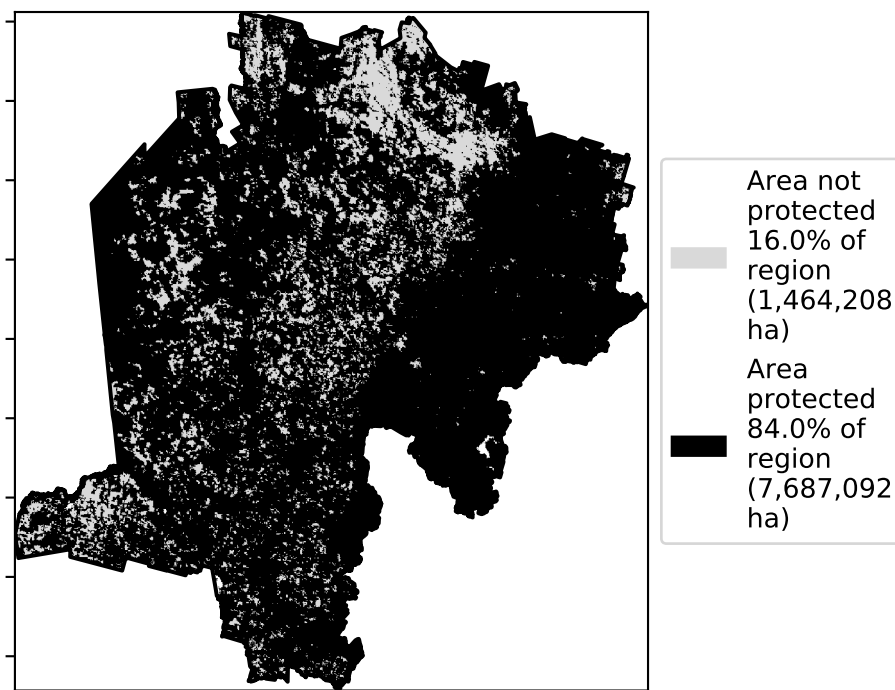 Area not
protected
16.0% of
region
(1,464,208
ha)
Area
protected
84.0% of
region
(7,687,092
ha)